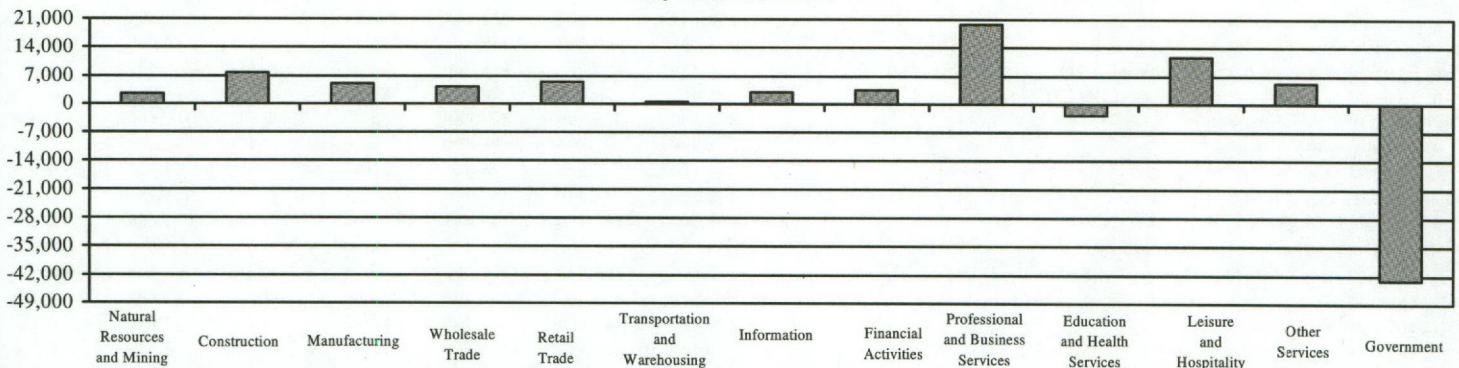 21,000
14,000
7,000
0
-7,000
-14,000
-21,000
-28,000
-35,000
-42,000
-49,000
Natural
Resources
and Mining
Construction
Manufacturing
Wholesale
Trade
Retail
Trade
Transportation
and
Warehousing
Information
Financial
Activities
Professional
and Business
Services
Education
and Health
Services
Leisure
and
Hospitality
Other
Services
Government